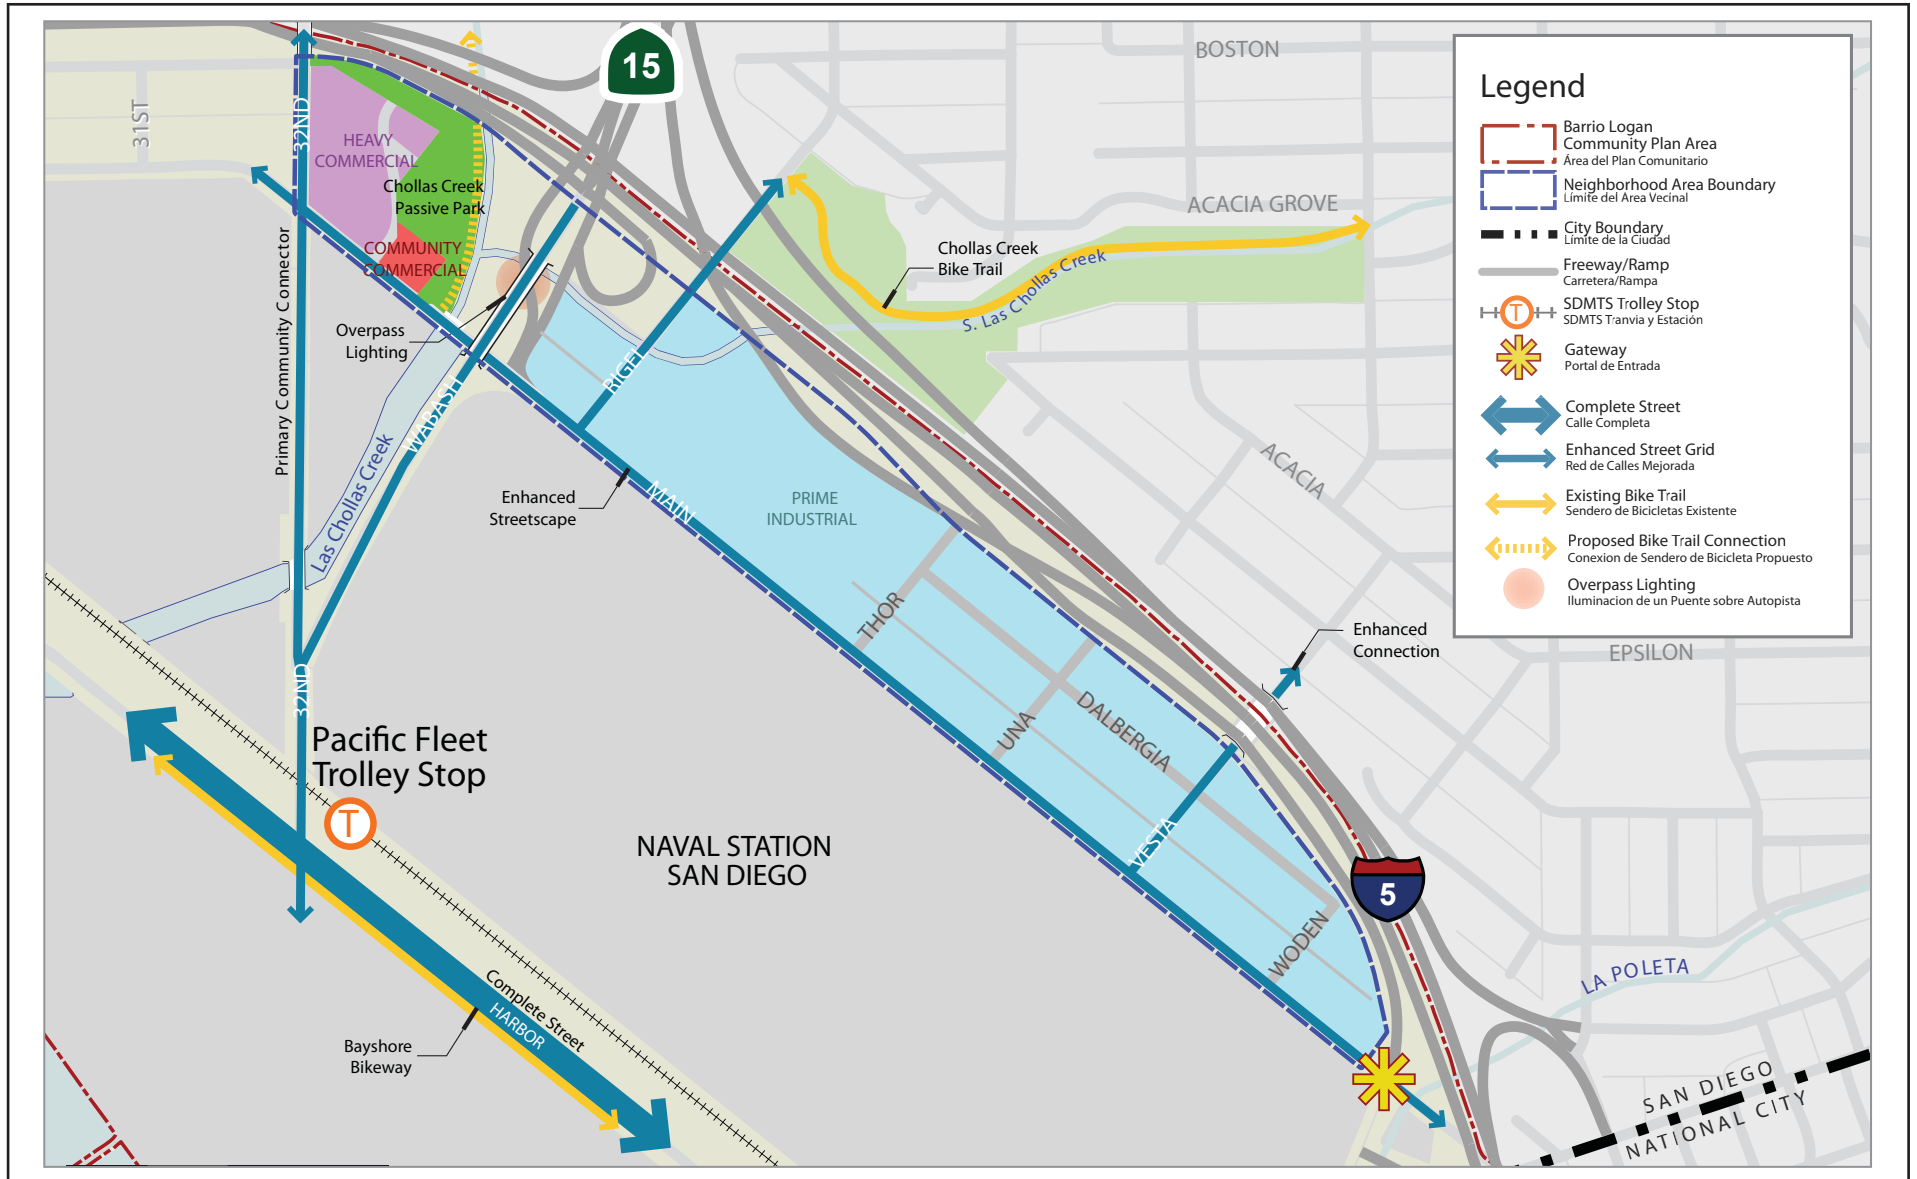 15
BOSTON
31ST
32ND
HEAVY
COMMERCIAL
Chollas Creek
Passive Park
COMMUNITY
COMMERCIAL
ACACIA GROVE
Chollas Creek
Bike Trail
S. Las Chollas Creek
Primary Community Connector
Overpass
Lighting
RIGEL
WABASH
Las Chollas Creek
Enhanced
Streetscape
MAIN
PRIME
INDUSTRIAL
ACACIA
THOR
UNA
DALBERGIA
VESTA
WODEN
Enhanced
Connection
EPSILON
32ND
Pacific Fleet
Trolley Stop
T
NAVAL STATION
SAN DIEGO
5
LA POLETA
Complete Street
HARBOR
Bayshore
Bikeway
SAN DIEGO
NATIONAL CITY
Legend
Barrio Logan
Community Plan Area
Área del Plan Comunitario
Neighborhood Area Boundary
Límite del Área Vecinal
City Boundary
Límite de la Ciudad
Freeway/Ramp
Carretera/Rampa
T
SDMTS Trolley Stop
SDMTS Tranvia y Estación
Gateway
Portal de Entrada
Complete Street
Calle Completa
Enhanced Street Grid
Red de Calles Mejorada
Existing Bike Trail
Sendero de Bicicletas Existente
Proposed Bike Trail Connection
Conexion de Sendero de Bicicleta Propuesto
Overpass Lighting
Iluminacion de un Puente sobre Autopista